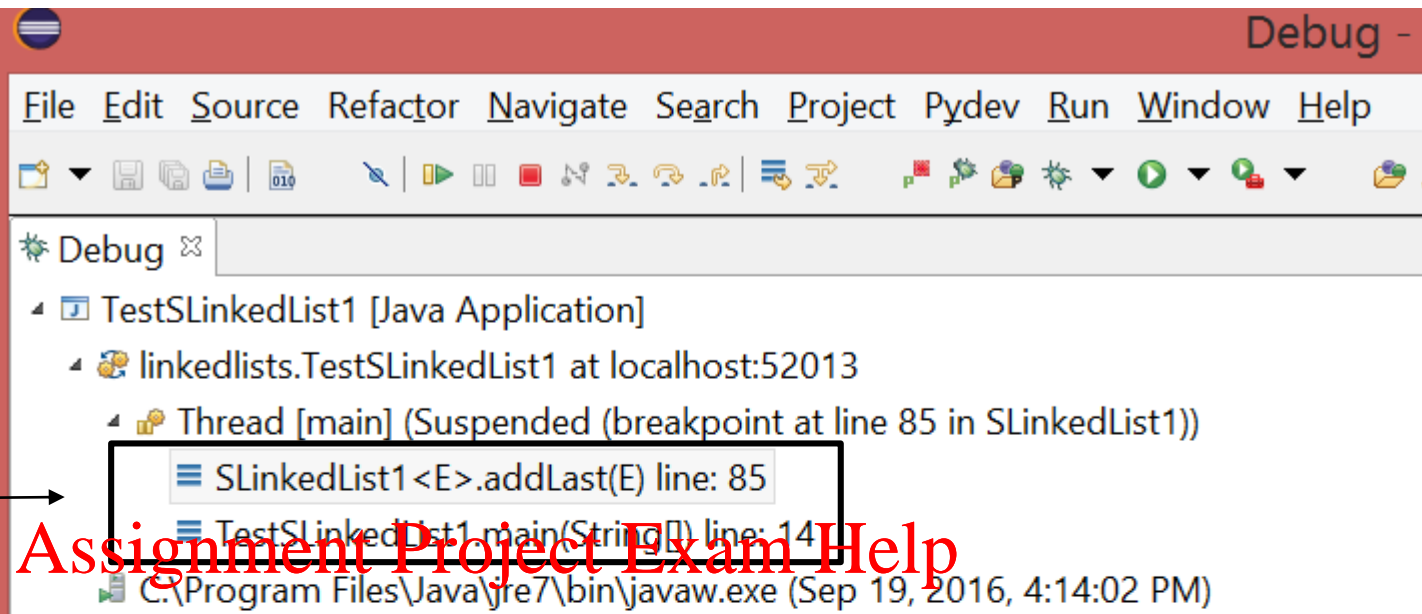 Debug -
File Edit Source Refactor Navigate Search Project Pydev Run Window Help
Debug
TestSLinkedList1 [Java Application]
linkedlists.TestSLinkedList1 at localhost:52013
Thread [main] (Suspended (breakpoint at line 85 in SLinkedList1))
SLinkedList1<E>.addLast(E) line: 85
TestSLinkedList1.main(String[]) line: 14
Assignment Project Exam Help
C:\Program Files\Java\jre7\bin\javaw.exe (Sep 19, 2016, 4:14:02 PM)